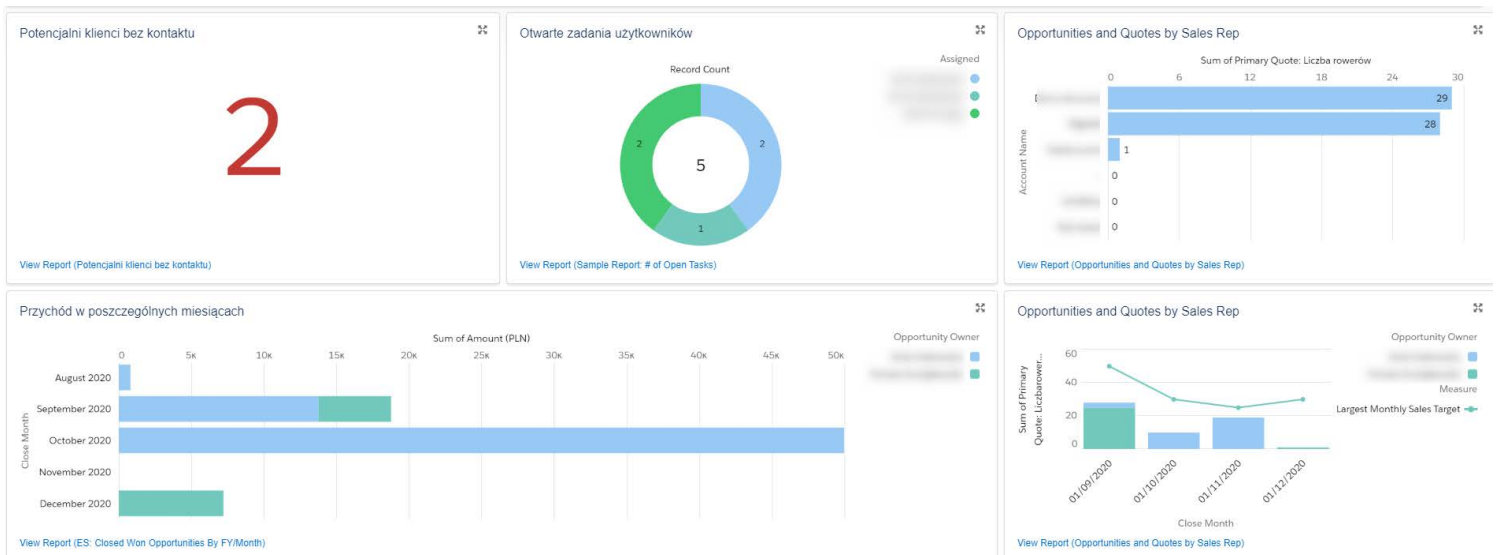 Potencjalni klienci bez kontaktu
2
View Report (Potencjalni klienci bez kontaktu)
Otwarte zadania użytkowników
Assigned
Record Count
2
2
5
1
View Report (Sample Report: # of Open Tasks)
Opportunities and Quotes by Sales Rep
Sum of Primary Quote: Liczba rowerów
0 6 12 18 24 30
Account Name
29
28
1
0
0
0
View Report (Opportunities and Quotes by Sales Rep)
Przychód w poszczególnych miesiącach
Sum of Amount (PLN)
Opportunity Owner
0 5K 10K 15K 20K 25K 30K 35K 40K 45K 50K
Close Month
August 2020
September 2020
October 2020
November 2020
December 2020
View Report (ES: Closed Won Opportunities By FY/Month)
Opportunities and Quotes by Sales Rep
Opportunity Owner
Measure
Largest Monthly Sales Target
Sum of Primary
Quote: Liczbarower...
60
40
20
0
01/09/2020 01/10/2020 01/11/2020 01/12/2020
Close Month
View Report (Opportunities and Quotes by Sales Rep)